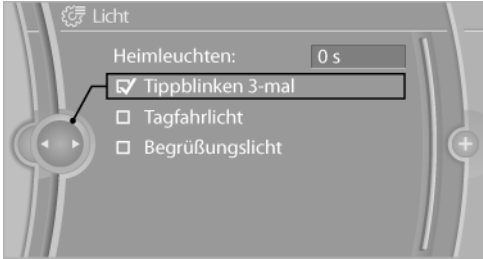 Licht
Heimleuchten: 0 s
Tippblinken 3-mal
Tagfahrlicht
Begrüßungslicht